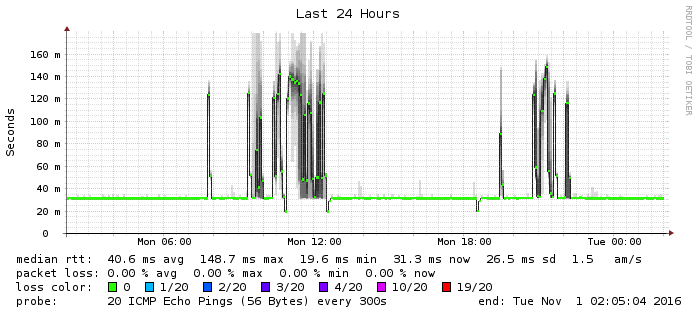 Last 24 Hours
RRDTOOL / TOBI OETIKER
Seconds
160 m
140 m
120 m
100 m
80 m
60 m
40 m
20 m
0
Mon 06:00 Mon 12:00 Mon 18:00 Tue 00:00
median rtt: 40.6 ms avg 148.7 ms max 19.6 ms min 31.3 ms now 26.5 ms sd 1.5 am/s
packet loss: 0.00 % avg 0.00 % max 0.00 % min 0.00 % now
loss color: 0 1/20 2/20 3/20 4/20 10/20 19/20
probe: 20 ICMP Echo Pings (56 Bytes) every 300s end: Tue Nov 1 02:05:04 2016